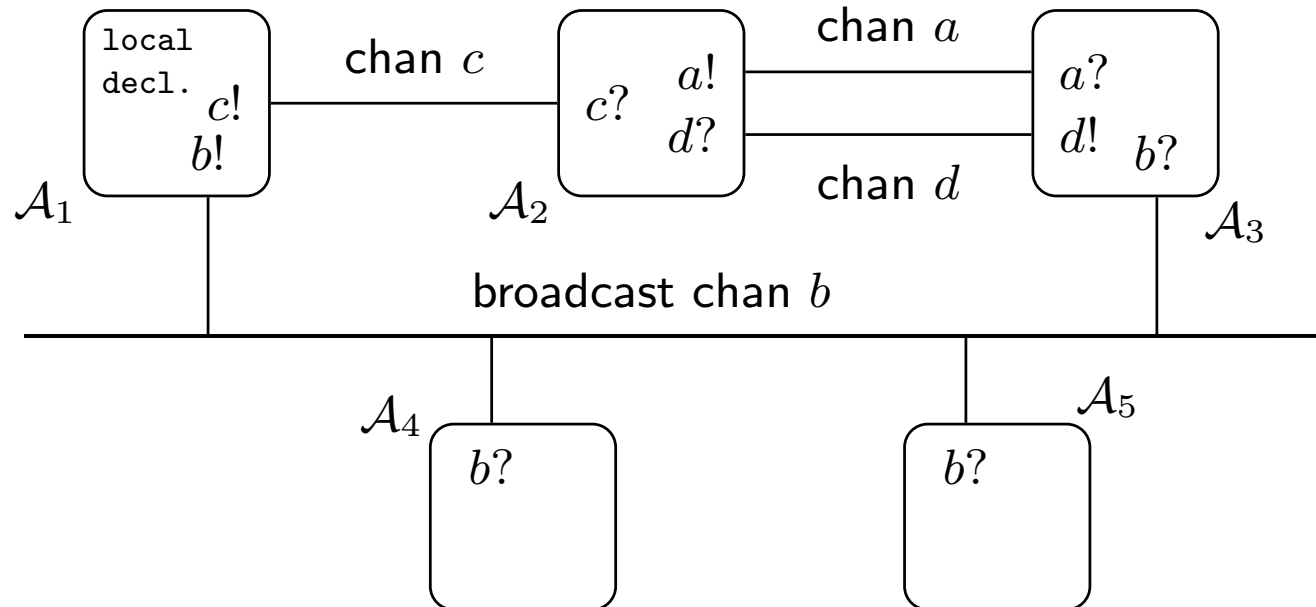 local
decl.
c!
b!
chan c
c?
a!
d?
chan a
chan d
a?
d!
b?
A₁
A₂
A₃
broadcast chan b
A₄
b?
A₅
b?